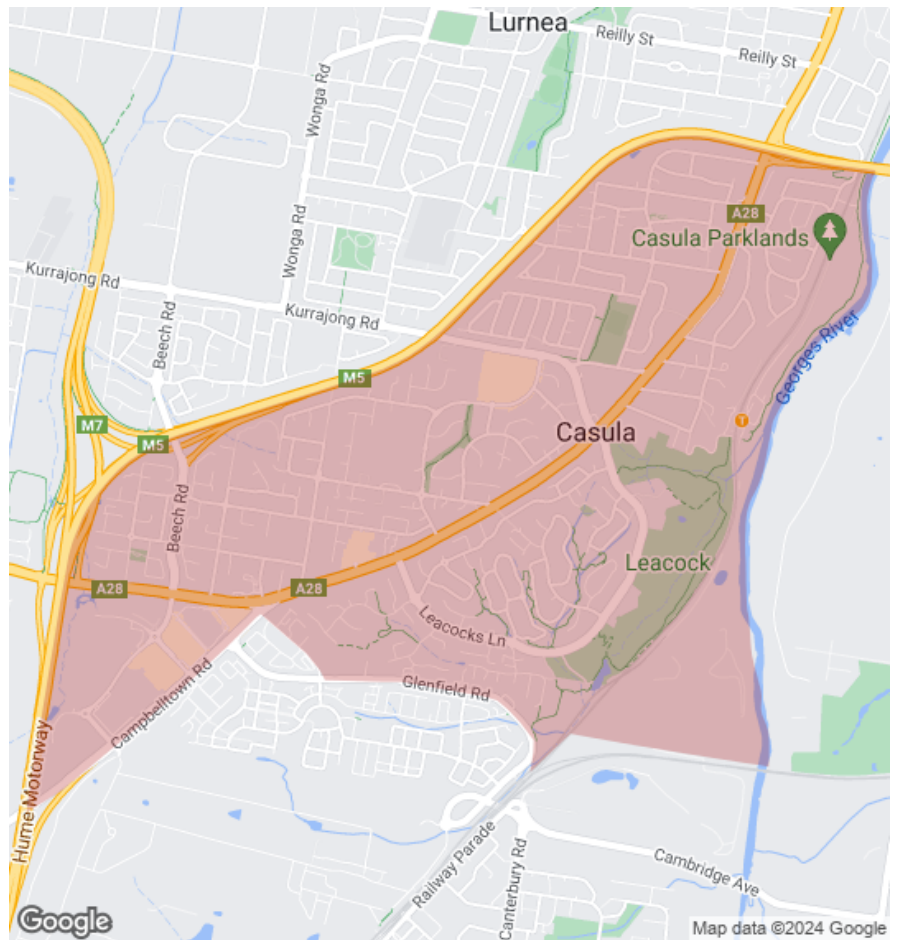 Lurnea
Reilly St
Reilly St
Wonga Rd
A28
Casula Parklands
Wonga Rd
Kurrajong Rd
Kurrajong Rd
Beech Rd
Georges River
M5
M7
M5
T
Casula
Beech Rd
Leacock
A28
A28
Leacocks Ln
Glenfield Rd
Campbelltown Rd
Hume Motorway
Railway Parade
Canterbury Rd
Cambridge Ave
Google
Map data ©2024 Google